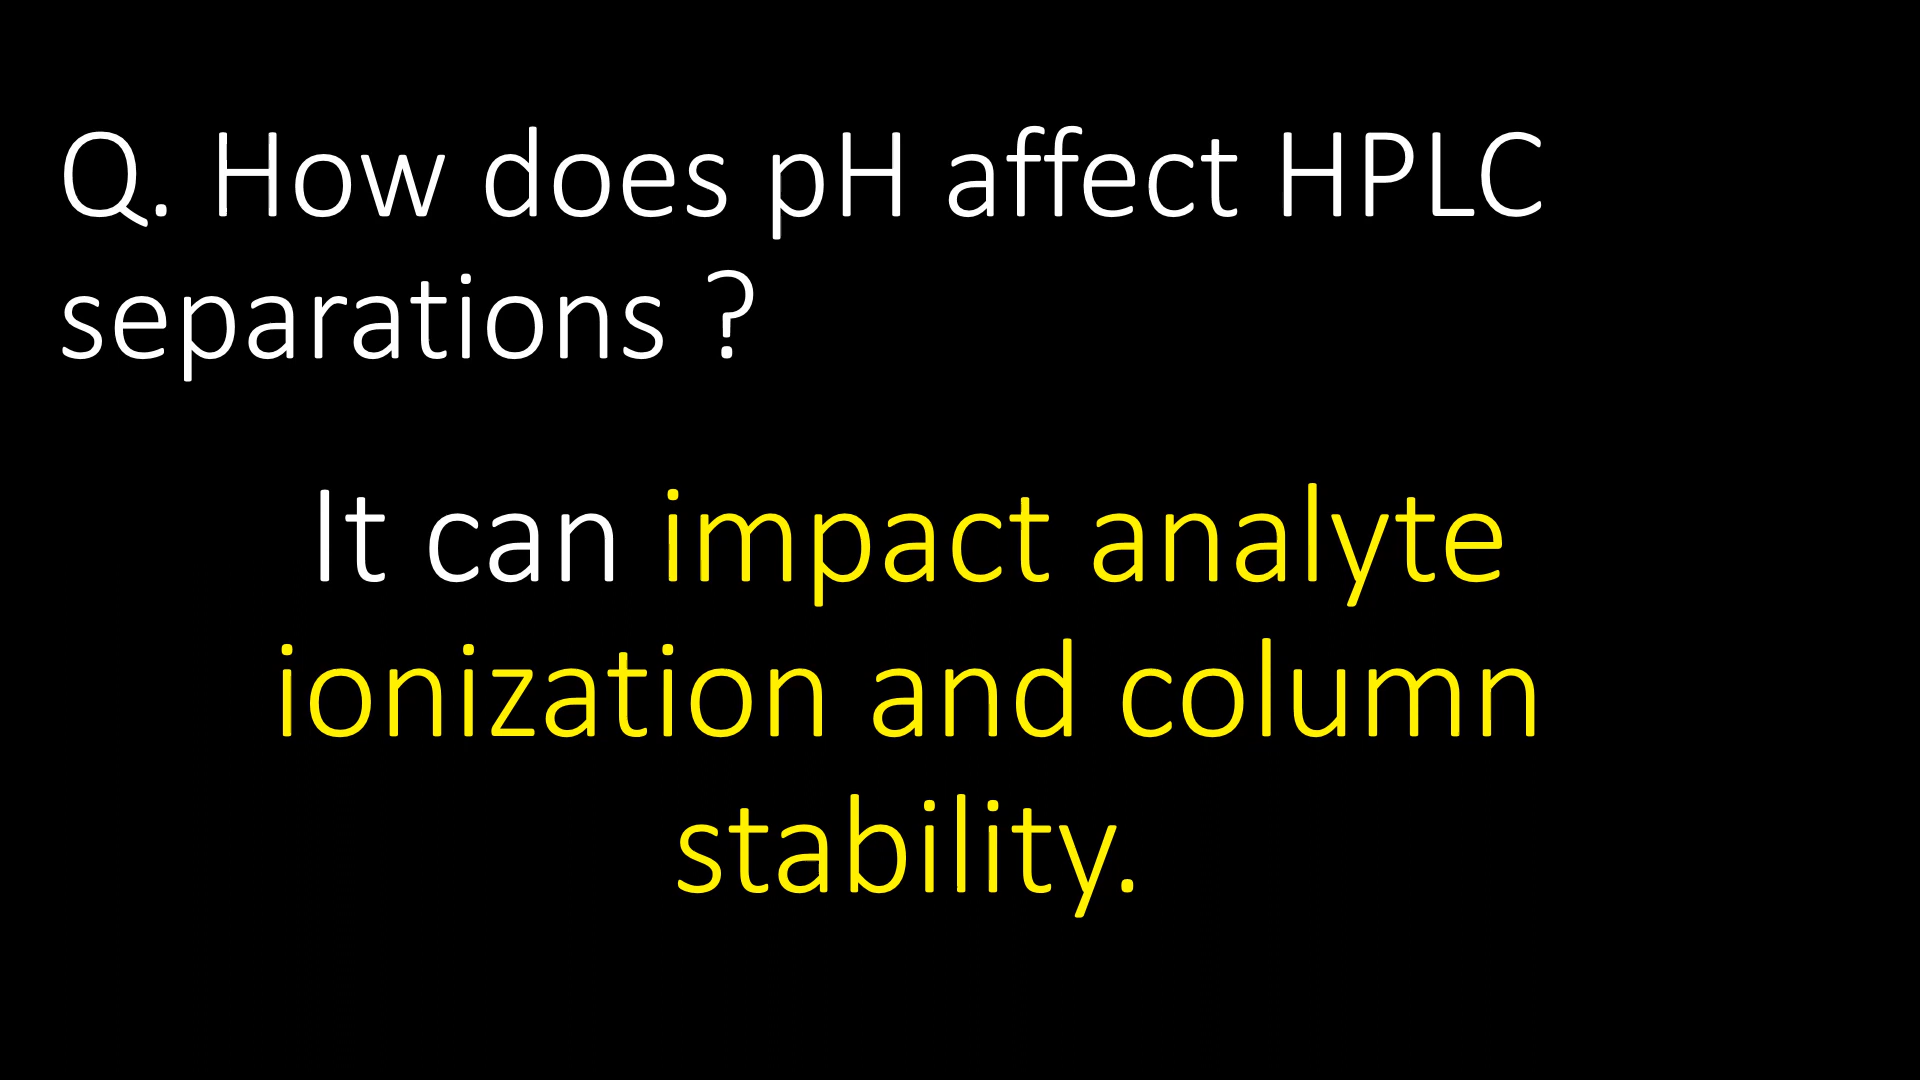 Q. How does pH affect HPLC
separations ?
It can impact analyte
ionization and column
stability.